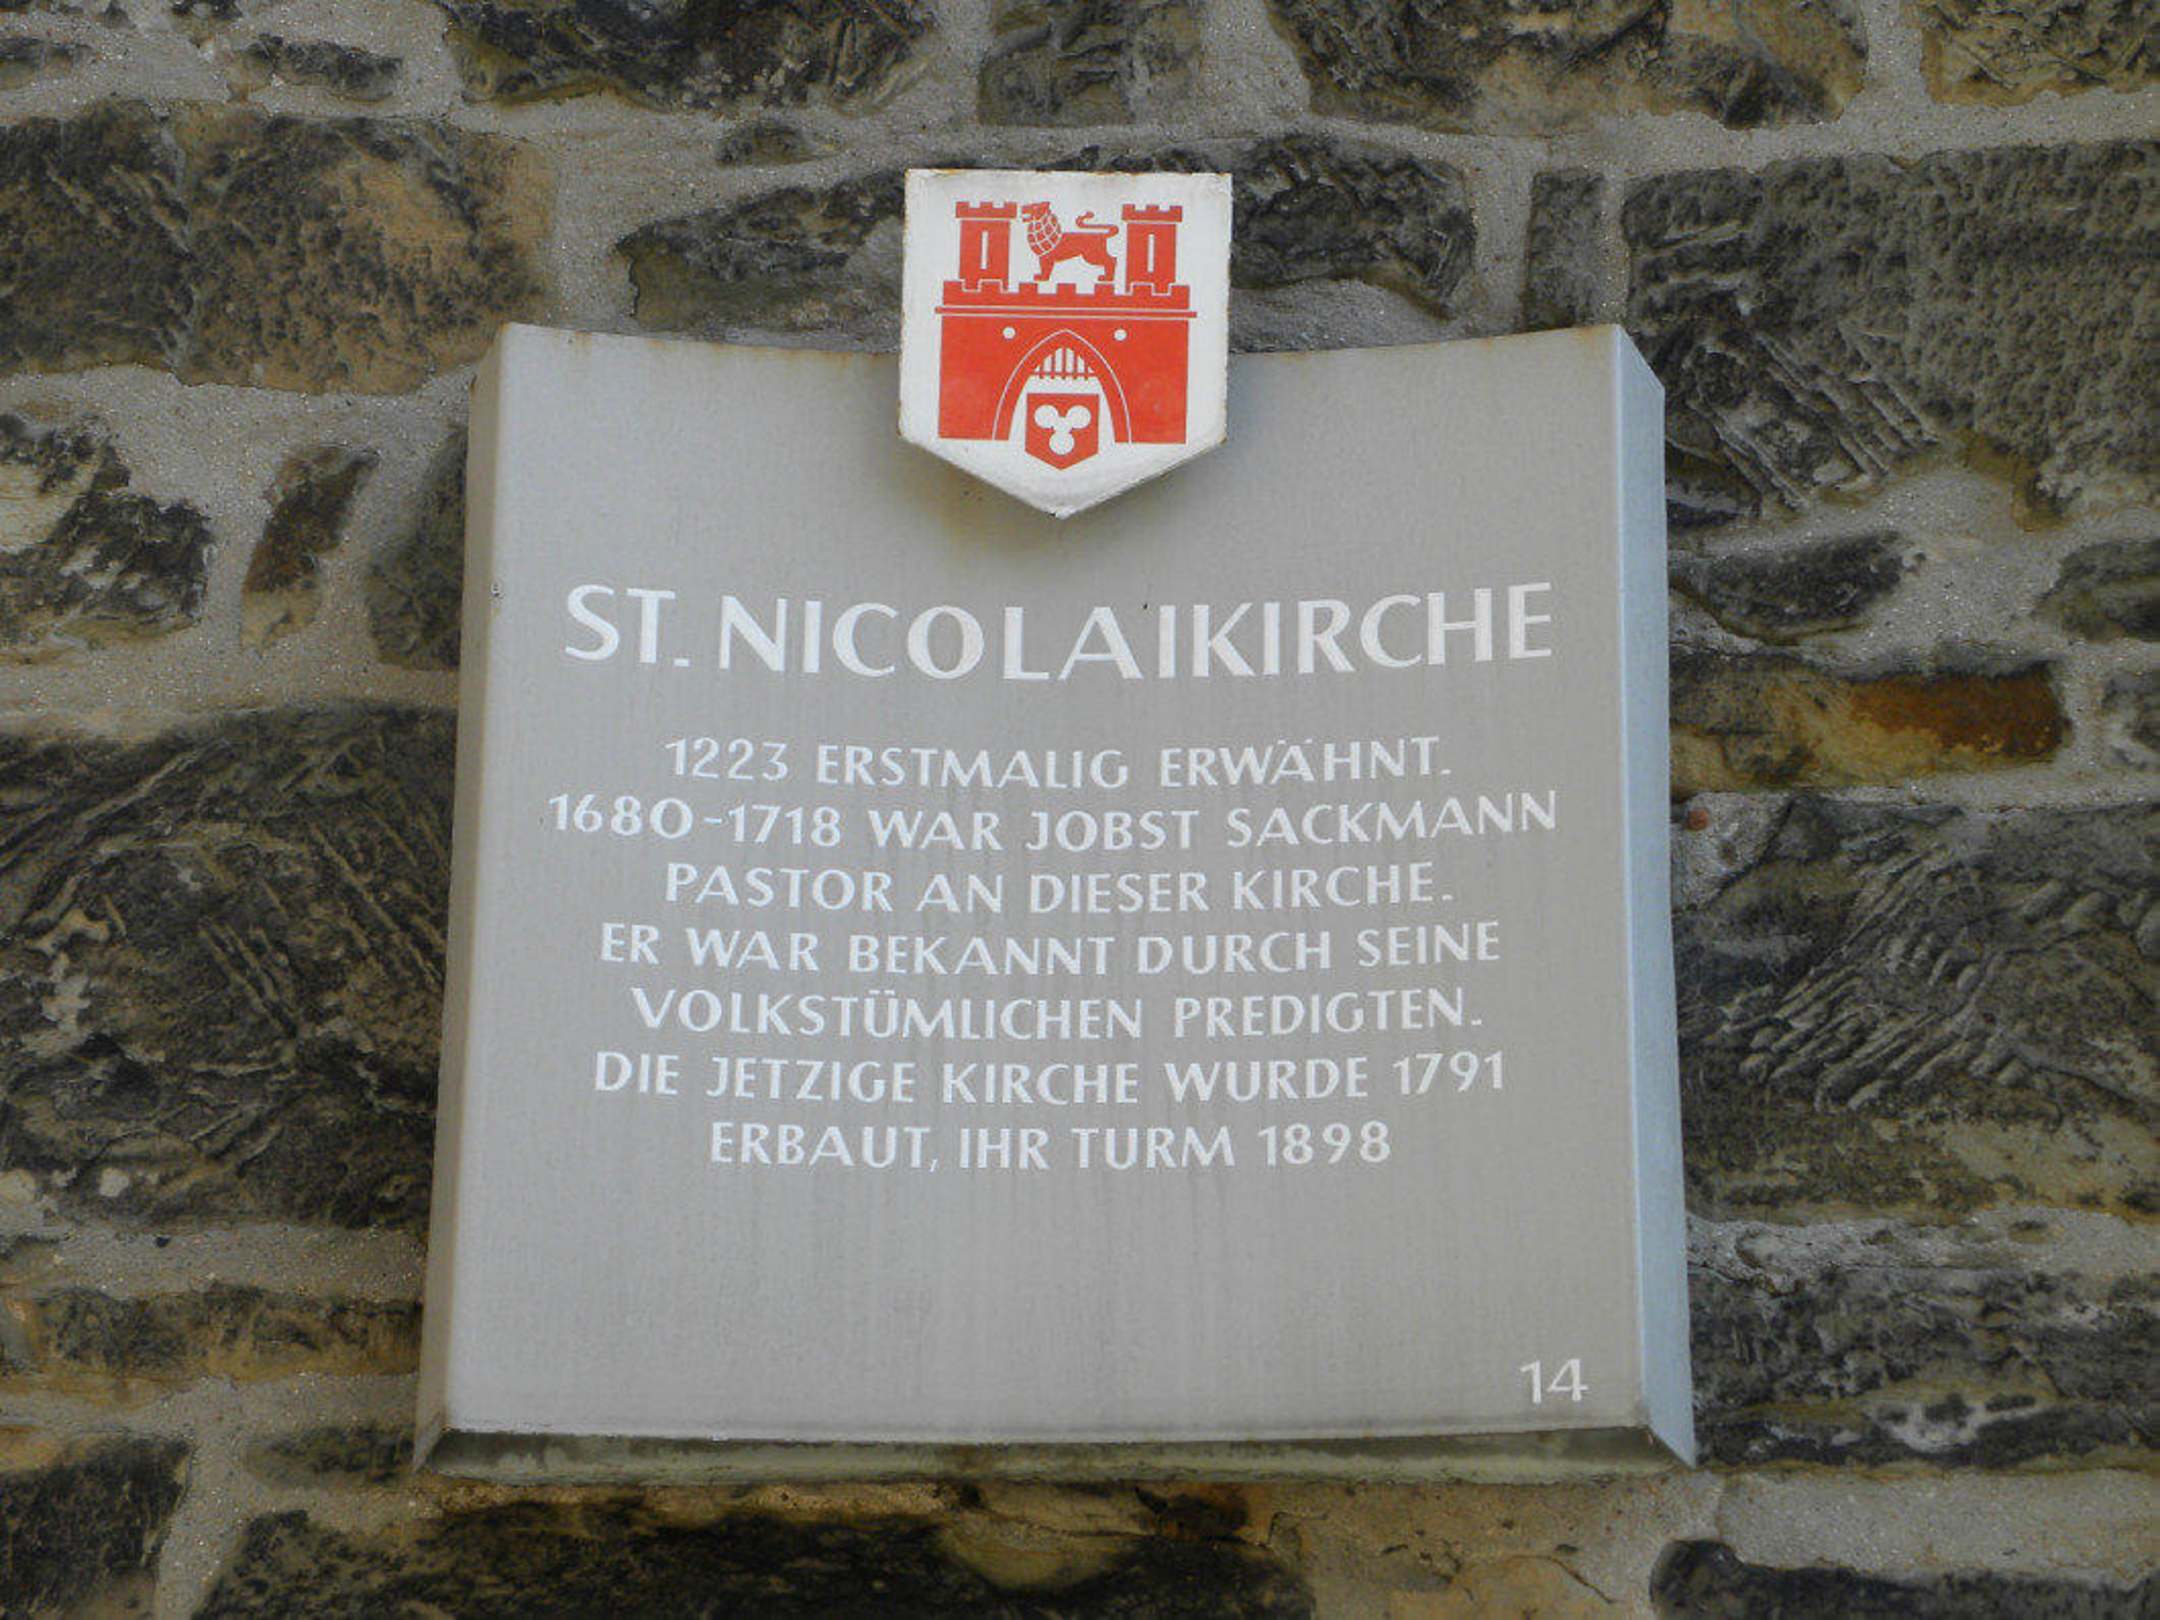 ST. NICOLAIKIRCHE
1223 ERSTMALIG ERWÄHNT.
1680-1718 WAR JOBST SACKMANN
PASTOR AN DIESER KIRCHE.
ER WAR BEKANNT DURCH SEINE
VOLKSTÜMLICHEN PREDIGTEN.
DIE JETZIGE KIRCHE WURDE 1791
ERBAUT, IHR TURM 1898
14